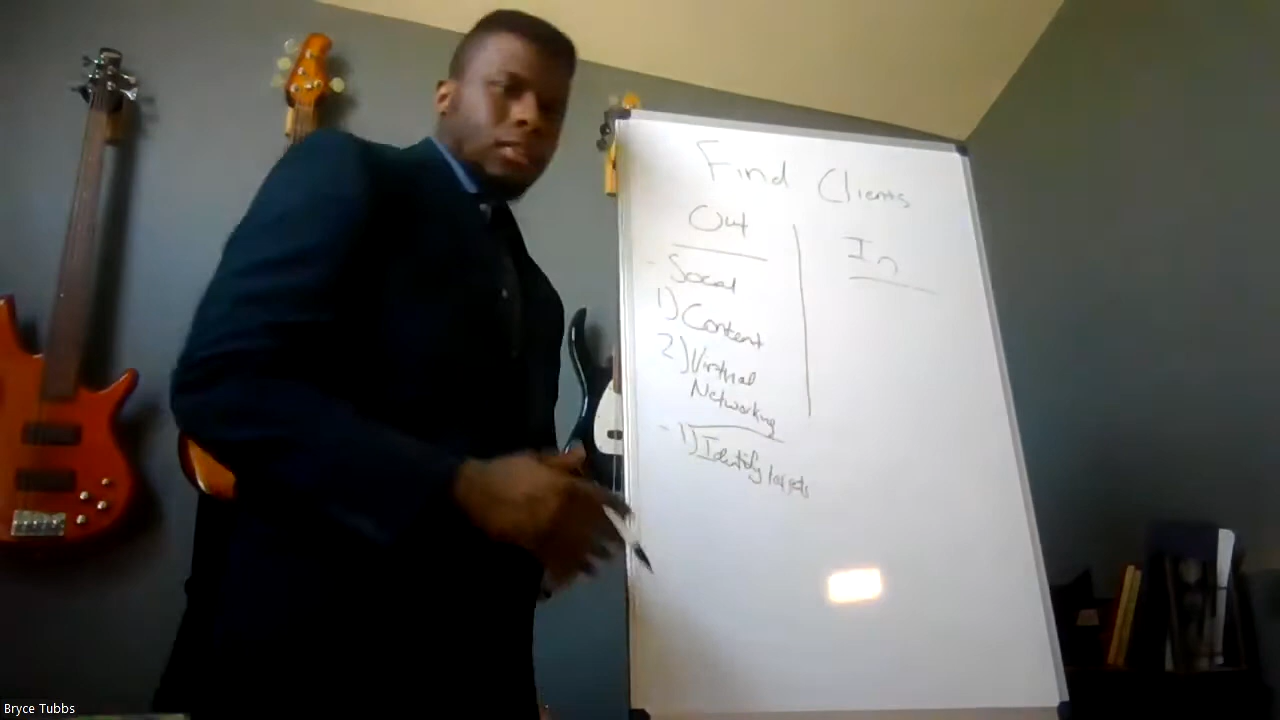 Find Clients
Out
In
- Social
1) Content
2) Virtual
Networking
- 1) Identify targets
Bryce Tubbs